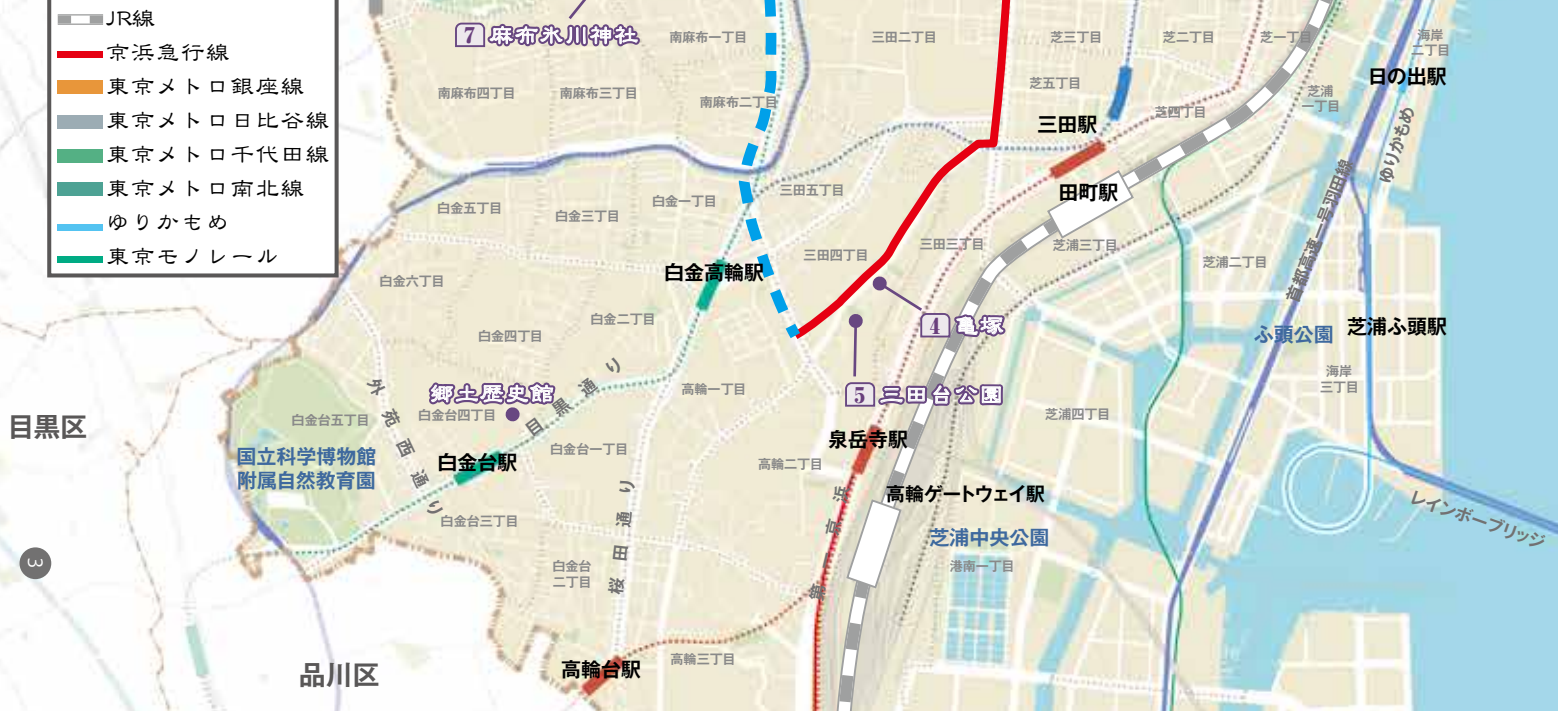 JR線
京浜急行線
東京メトロ銀座線
東京メトロ日比谷線
東京メトロ千代田線
東京メトロ南北線
ゆりかもめ
東京モノレール
7 麻布氷川神社
南麻布一丁目
三田二丁目
芝三丁目
芝二丁目
芝一丁目
海岸
二丁目
日の出駅
南麻布四丁目
南麻布三丁目
南麻布二丁目
芝五丁目
芝四丁目
芝浦
一丁目
三田駅
ゆりかもめ
首都高速一号羽田線
田町駅
白金五丁目
白金三丁目
白金一丁目
三田五丁目
三田四丁目
三田三丁目
芝浦三丁目
芝浦二丁目
白金六丁目
白金高輪駅
白金四丁目
白金二丁目
4 亀塚
ふ頭公園
芝浦ふ頭駅
海岸
三丁目
外苑西通り
郷土歴史館
目黒通り
高輪一丁目
5 三田台公園
芝浦四丁目
目黒区
白金台五丁目
白金台四丁目
国立科学博物館
附属自然教育園
白金台駅
白金台一丁目
高輪二丁目
泉岳寺駅
高輪ゲートウェイ駅
レインボーブリッジ
白金台三丁目
桜田通り
第一京浜
芝浦中央公園
港南一丁目
白金台
二丁目
3
品川区
高輪台駅
高輪三丁目